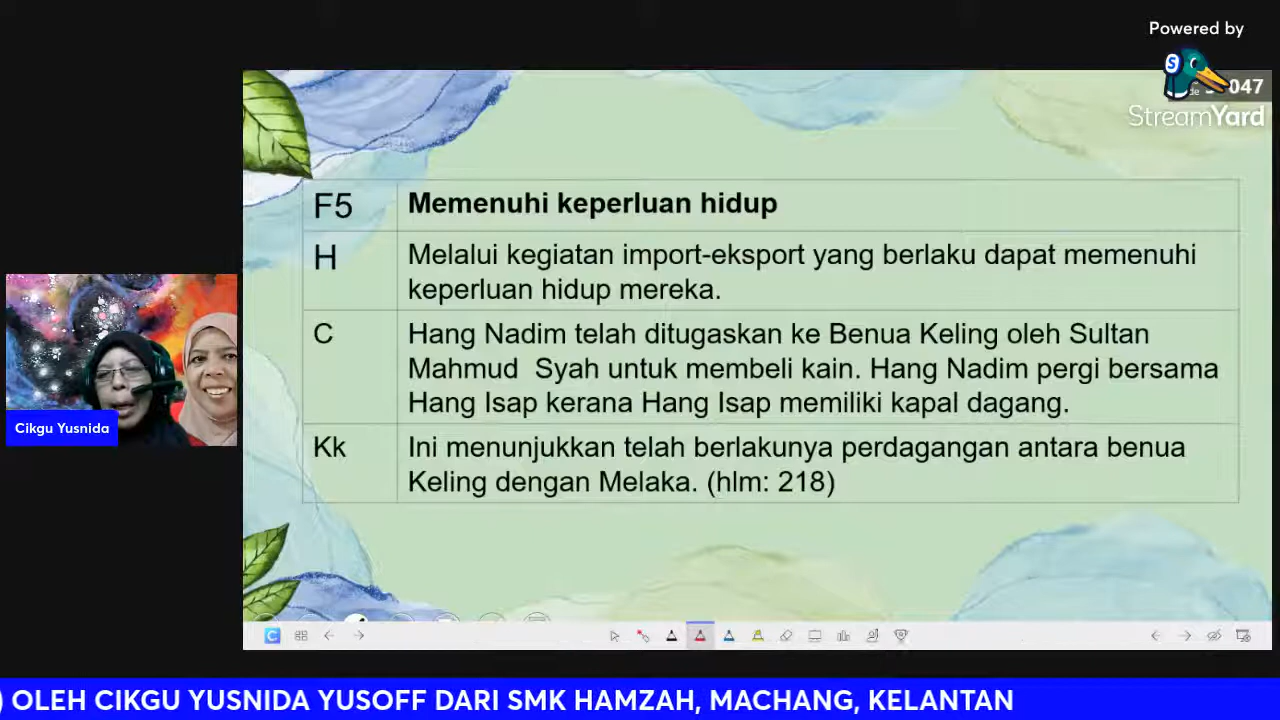 Powered by
047
StreamYard
F5
Memenuhi keperluan hidup
H
Melalui kegiatan import-eksport yang berlaku dapat memenuhi
keperluan hidup mereka.
C
Hang Nadim telah ditugaskan ke Benua Keling oleh Sultan
Mahmud Syah untuk membeli kain. Hang Nadim pergi bersama
Hang Isap kerana Hang Isap memiliki kapal dagang.
Kk
Ini menunjukkan telah berlakunya perdagangan antara benua
Keling dengan Melaka. (hlm: 218)
Cikgu Yusnida
) OLEH CIKGU YUSNIDA YUSOFF DARI SMK HAMZAH, MACHANG, KELANTAN